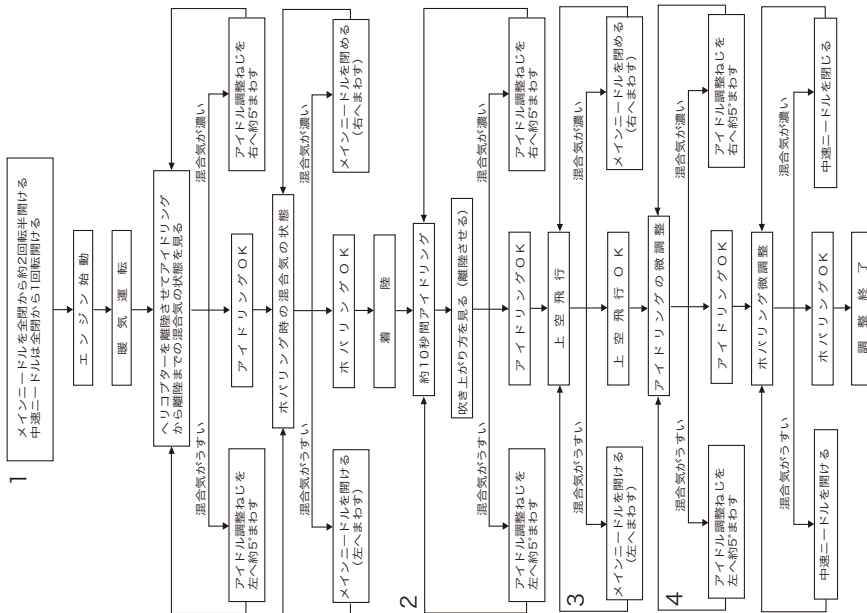 1
メインニードルを全閉から約2回転半開ける
中速ニードルは全閉から1回転開ける
エンジン始動
暖気運転
ヘリコプターを離陸させてアイドリング
から離陸までの混合気の状態を見る
混合気がうすい
混合気が濃い
アイドル調整ねじを
左へ約5°まわす
アイドリングOK
アイドル調整ねじを
右へ約5°まわす
ホバリング時の混合気の状態
混合気がうすい
混合気が濃い
メインニードルを開ける
(左へまわす)
ホバリングOK
メインニードルを閉める
(右へまわす)
着 陸
2
約10秒間アイドリング
吹き上がり方を見る (離陸させる)
混合気がうすい
混合気が濃い
アイドル調整ねじを
左へ約5°まわす
アイドリングOK
アイドル調整ねじを
右へ約5°まわす
3
上空飛行
混合気がうすい
混合気が濃い
メインニードルを開ける
(左へまわす)
上空飛行OK
メインニードルを閉める
(右へまわす)
4
アイドリングの微調整
混合気がうすい
混合気が濃い
アイドル調整ねじを
左へ約5°まわす
アイドリングOK
アイドル調整ねじを
右へ約5°まわす
ホバリング微調整
混合気がうすい
混合気が濃い
中速ニードルを開ける
ホバリングOK
中速ニードルを閉じる
調整終了